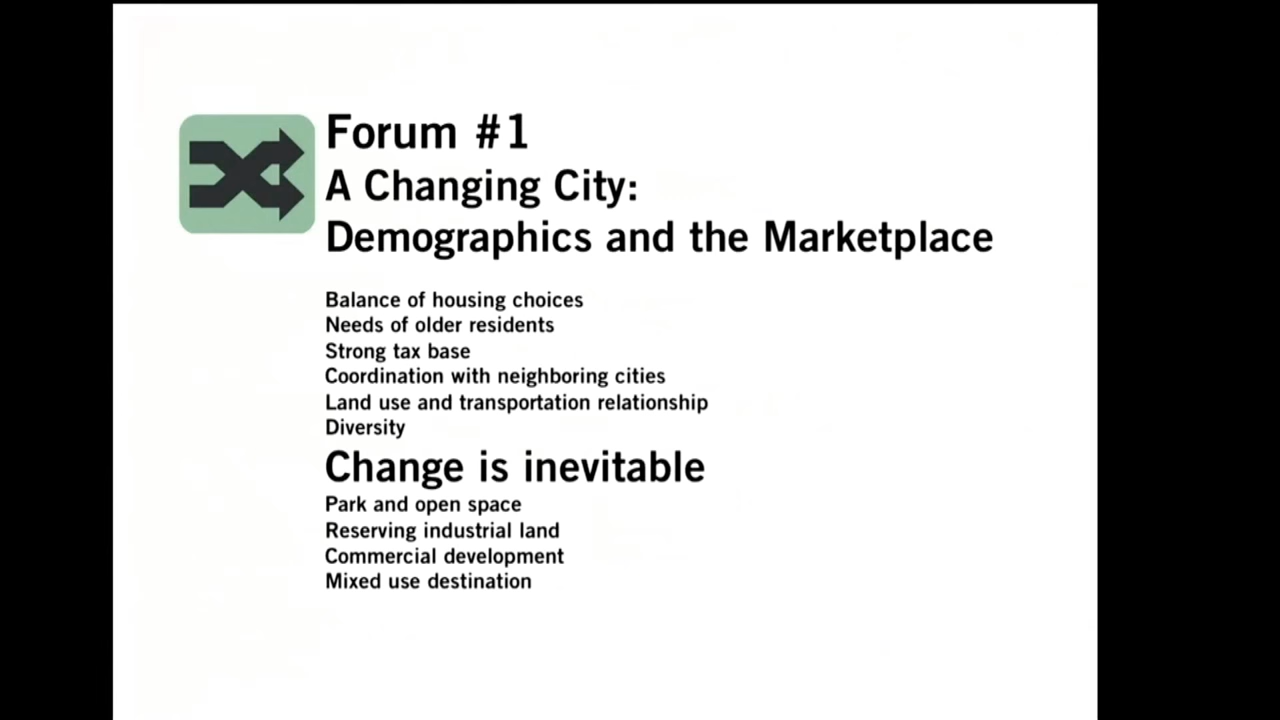 Forum #1
A Changing City:
Demographics and the Marketplace
Balance of housing choices
Needs of older residents
Strong tax base
Coordination with neighboring cities
Land use and transportation relationship
Diversity
Change is inevitable
Park and open space
Reserving industrial land
Commercial development
Mixed use destination